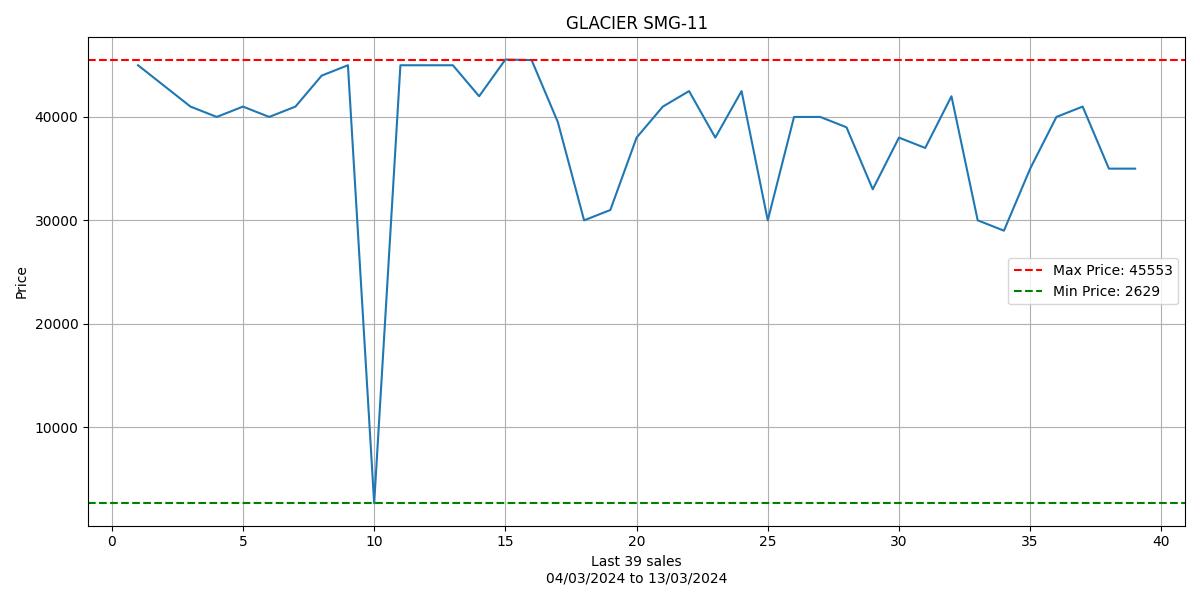 GLACIER SMG-11
Price
40000
30000
20000
10000
Max Price: 45553
Min Price: 2629
0 5 10 15 20 25 30 35 40
Last 39 sales
04/03/2024 to 13/03/2024